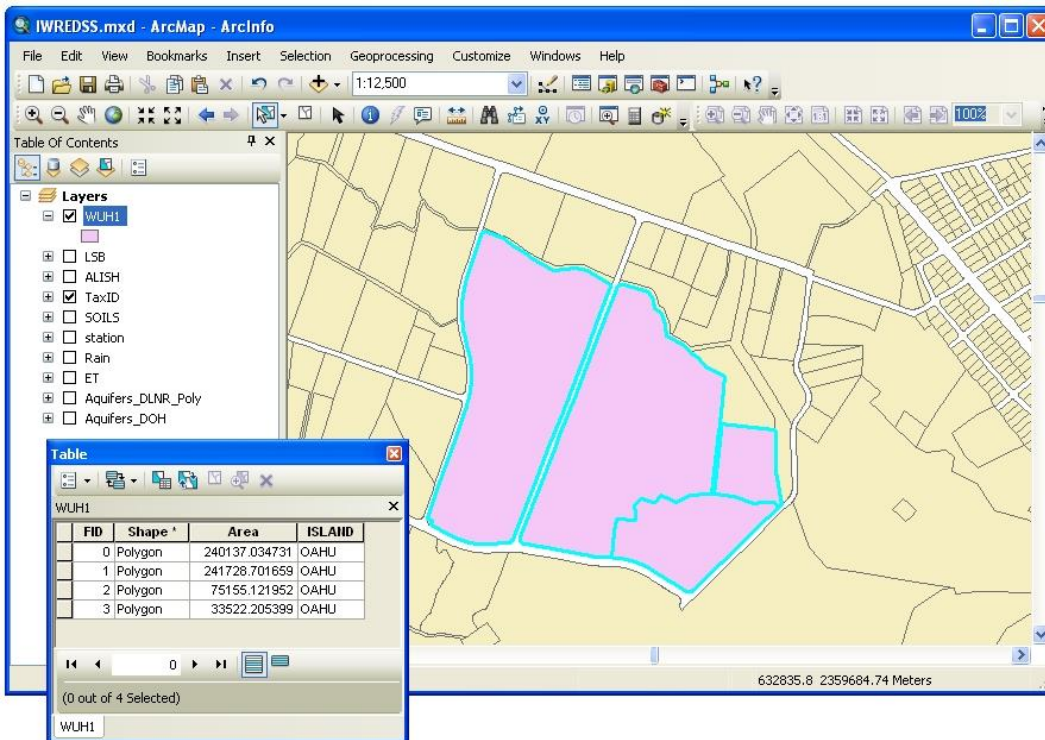 IWREDSS.mxd - ArcMap - ArcInfo
File Edit View Bookmarks Insert Selection Geoprocessing Customize Windows Help
1:12,500
100%
Table Of Contents
Layers
WUH1
LSB
ALISH
TaxID
SOILS
station
Rain
ET
Aquifers_DLNR_Poly
Aquifers_DOH
Table
WUH1
FID Shape * Area ISLAND
0 Polygon 240137.034731 OAHU
1 Polygon 241728.701659 OAHU
2 Polygon 75155.121952 OAHU
3 Polygon 33522.205399 OAHU
0
(0 out of 4 Selected)
WUH1
632835.8 2359684.74 Meters